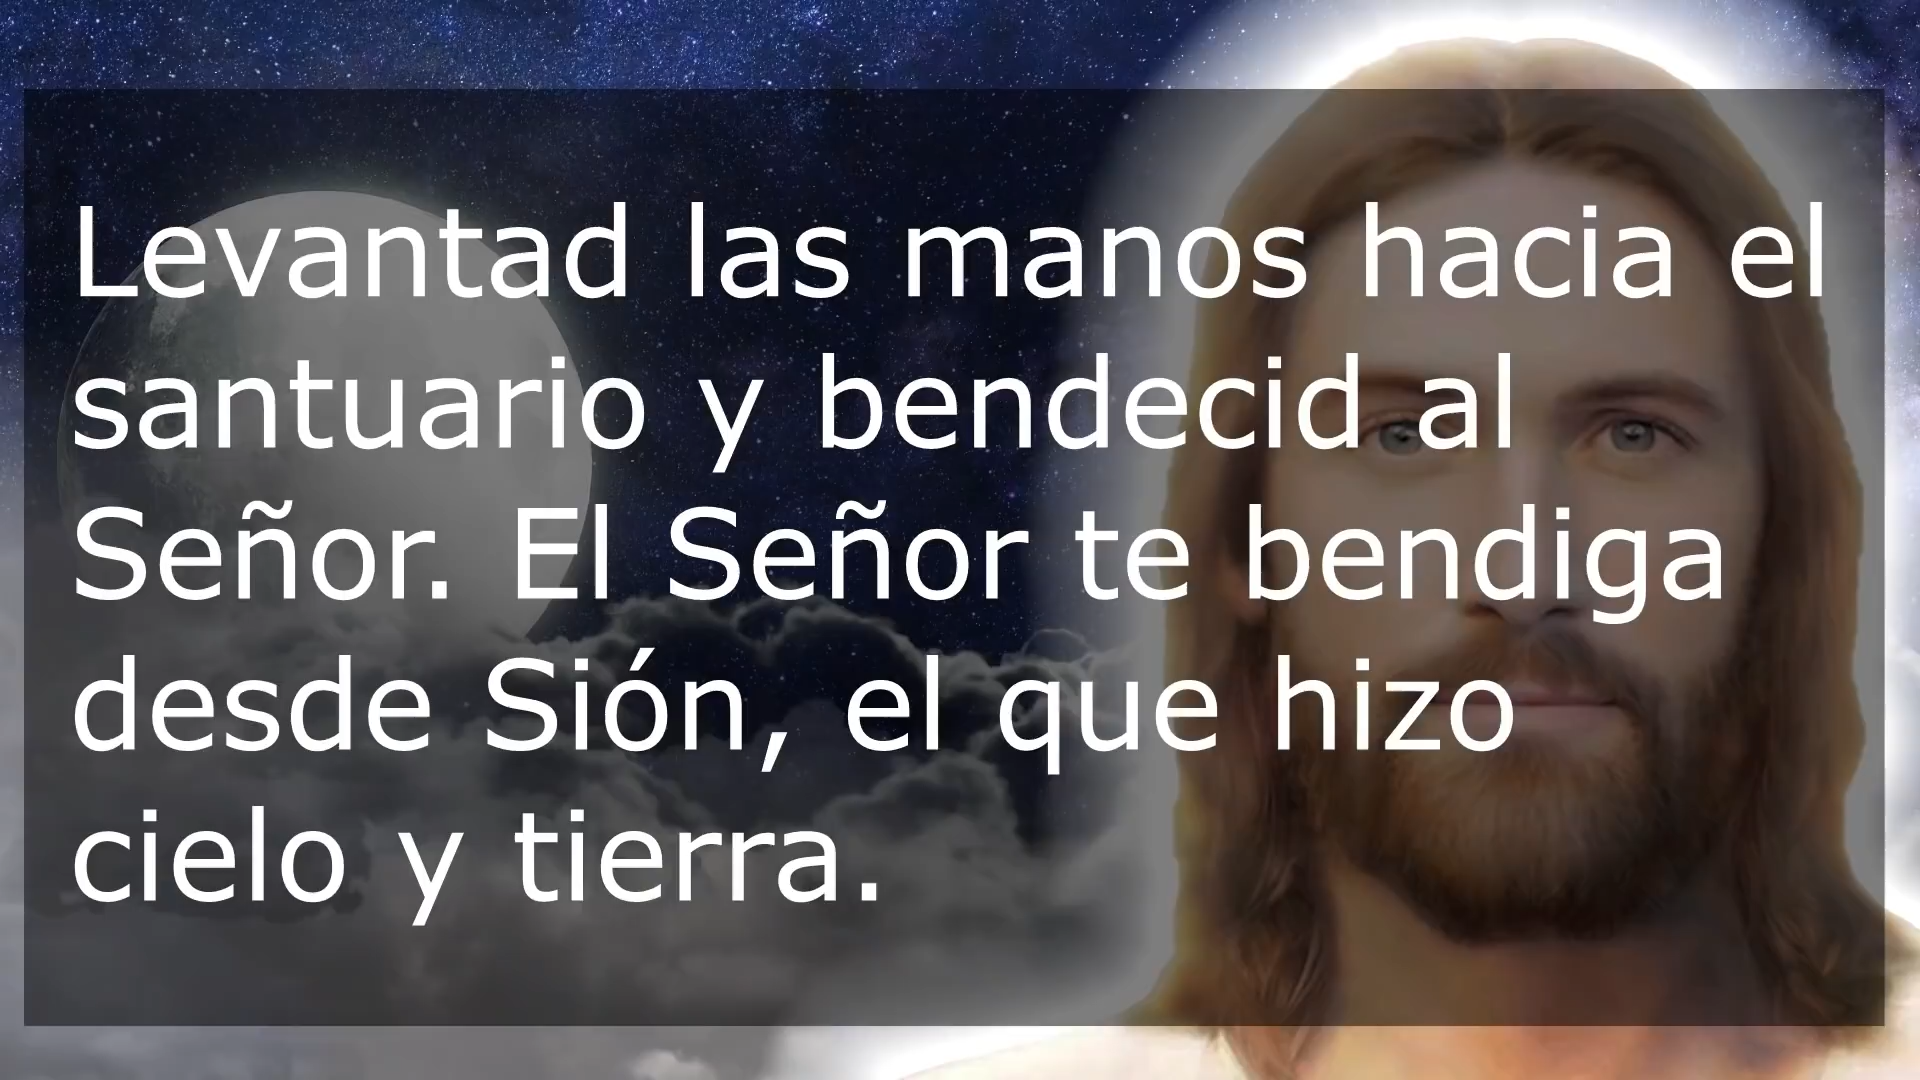 Levantad las manos hacia el
santuario y bendecid al
Señor. El Señor te bendiga
desde Sión, el que hizo
cielo y tierra.